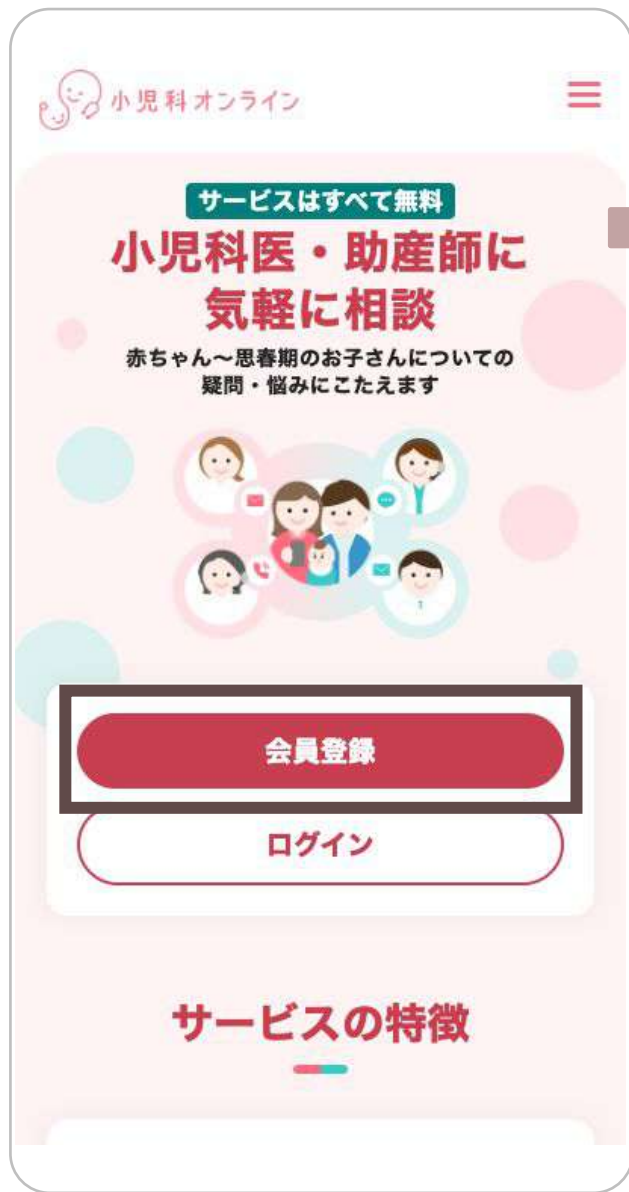 小児科オンライン
サービスはすべて無料
小児科医・助産師に
気軽に相談
赤ちゃん〜思春期のお子さんについての
疑問・悩みにこたえます
会員登録
ログイン
サービスの特徴